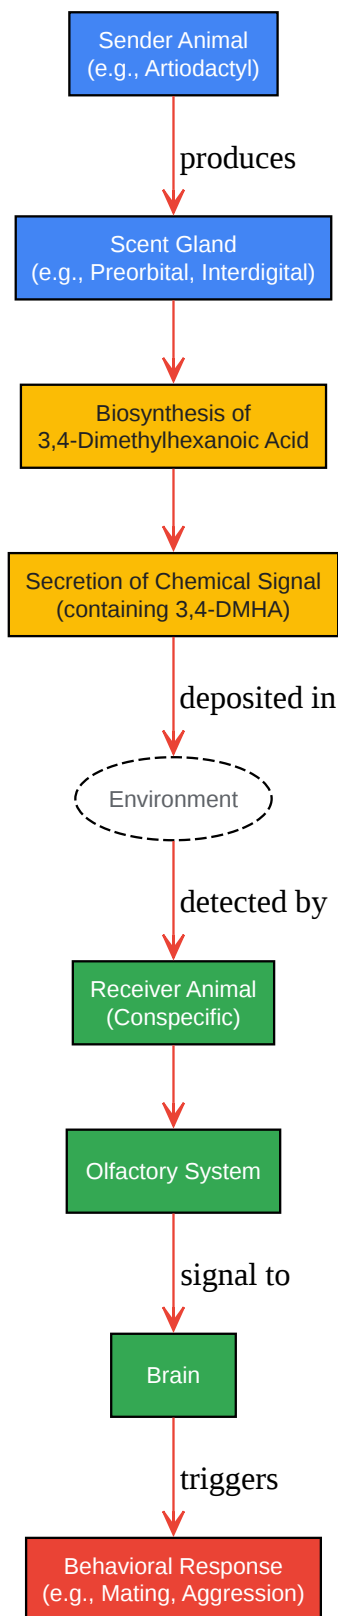 Sender Animal
(e.g., Artiodactyl)
produces
Scent Gland
(e.g., Preorbital, Interdigital)
Biosynthesis of
3,4-Dimethylhexanoic Acid
Secretion of Chemical Signal
(containing 3,4-DMHA)
deposited in
Environment
detected by
Receiver Animal
(Conspecific)
Olfactory System
signal to
Brain
triggers
Behavioral Response
(e.g., Mating, Aggression)